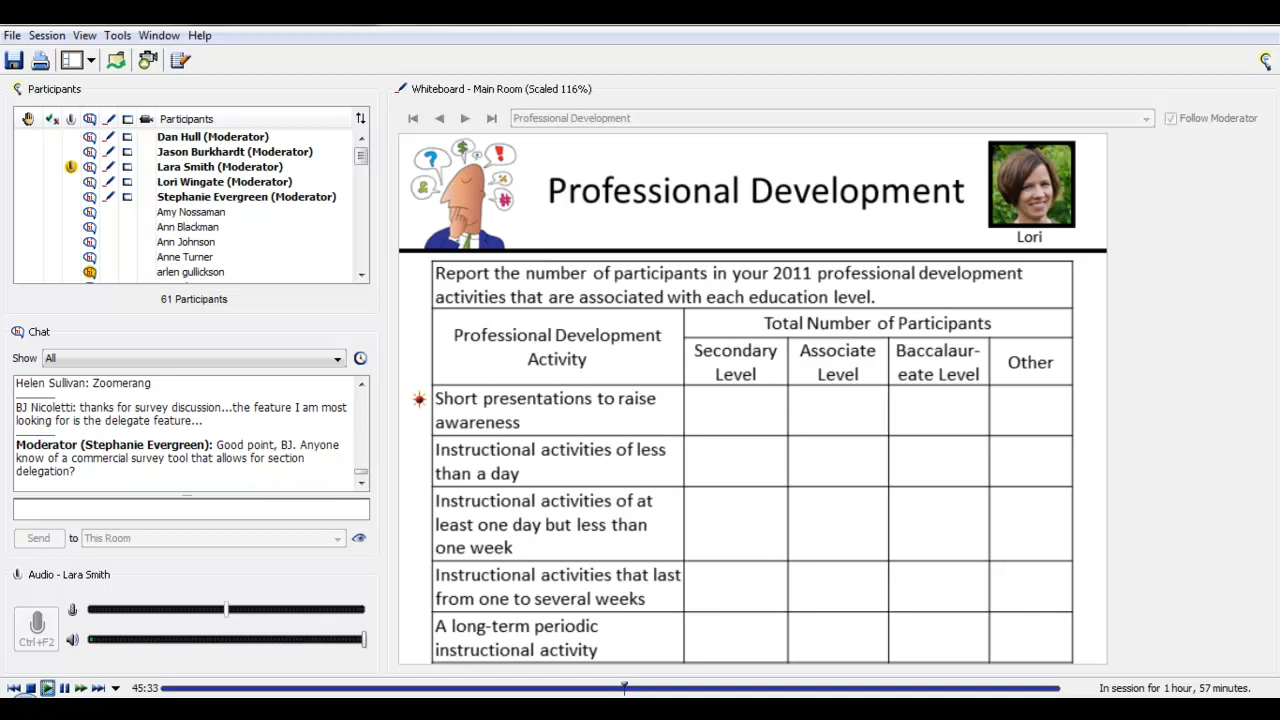 File Session View Tools Window Help
Participants
Participants
Dan Hull (Moderator)
Jason Burkhardt (Moderator)
Lara Smith (Moderator)
Lori Wingate (Moderator)
Stephanie Evergreen (Moderator)
Amy Nossaman
Ann Blackman
Ann Johnson
Anne Turner
arlen gullickson
61 Participants
Chat
Show All
Helen Sullivan: Zoomerang
BJ Nicoletti: thanks for survey discussion...the feature I am most
looking for is the delegate feature...
Moderator (Stephanie Evergreen): Good point, BJ. Anyone
know of a commercial survey tool that allows for section
delegation?
Send to This Room
Audio - Lara Smith
Ctrl+F2
Whiteboard - Main Room (Scaled 116%)
Professional Development Follow Moderator
Professional Development
Lori
Report the number of participants in your 2011 professional development
activities that are associated with each education level.
Professional Development
Activity
Total Number of Participants
Secondary
Level
Associate
Level
Baccalaur-
eate Level
Other
Short presentations to raise
awareness
Instructional activities of less
than a day
Instructional activities of at
least one day but less than
one week
Instructional activities that last
from one to several weeks
A long-term periodic
instructional activity
45:33
In session for 1 hour, 57 minutes.